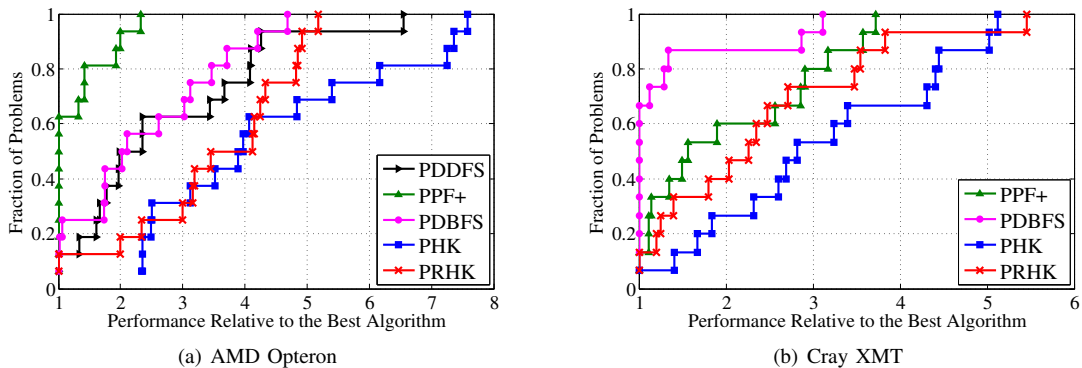 Fraction of Problems
1
0.8
0.6
0.4
0.2
0
1 2 3 4 5 6 7 8
Performance Relative to the Best Algorithm
PDDFS
PPF+
PDBFS
PHK
PRHK
(a) AMD Opteron
Fraction of Problems
1
0.8
0.6
0.4
0.2
0
1 2 3 4 5 6
Performance Relative to the Best Algorithm
PPF+
PDBFS
PHK
PRHK
(b) Cray XMT